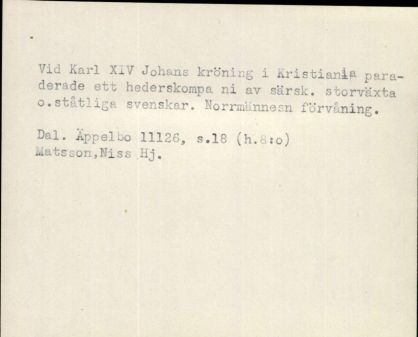 Vid Karl XIV Johans kröning i Kristiania para-
derade ett hederskompa ni av särsk. storväxta
o.ståtliga svenskar. Norrmännesn förvåning.
Dal. Äppelbo 11126, s.18 (h.8:o)
Matsson,Niss Hj.